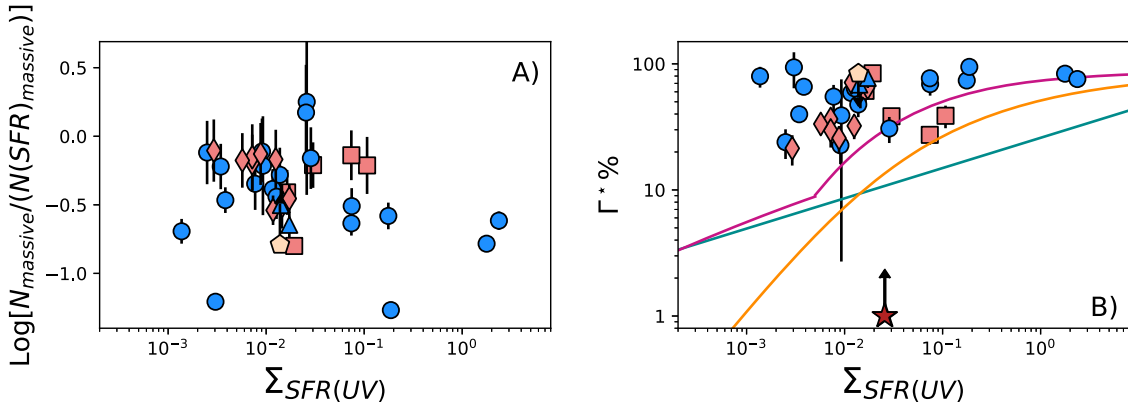 Log[N_massive/(N(SFR)_massive)]
0.5
0.0
−0.5
−1.0
A)
10^−3 10^−2 10^−1 10^0
Σ_SFR(UV)
Γ* %
100
10
1
B)
10^−3 10^−2 10^−1 10^0
Σ_SFR(UV)